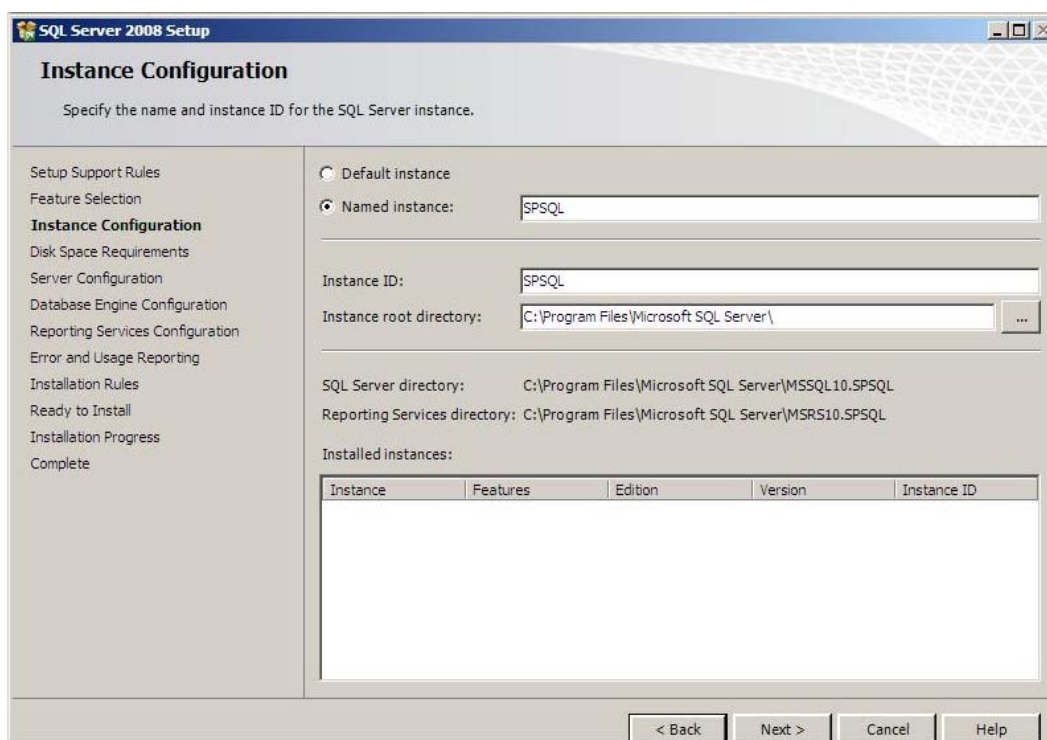 SQL Server 2008 Setup
Instance Configuration
Specify the name and instance ID for the SQL Server instance.
Setup Support Rules
Feature Selection
Instance Configuration
Disk Space Requirements
Server Configuration
Database Engine Configuration
Reporting Services Configuration
Error and Usage Reporting
Installation Rules
Ready to Install
Installation Progress
Complete
Default instance
Named instance: SPSQL
Instance ID: SPSQL
Instance root directory: C:\Program Files\Microsoft SQL Server\ ...
SQL Server directory: C:\Program Files\Microsoft SQL Server\MSSQL10.SPSQL
Reporting Services directory: C:\Program Files\Microsoft SQL Server\MSRS10.SPSQL
Installed instances:
Instance Features Edition Version Instance ID
< Back Next > Cancel Help